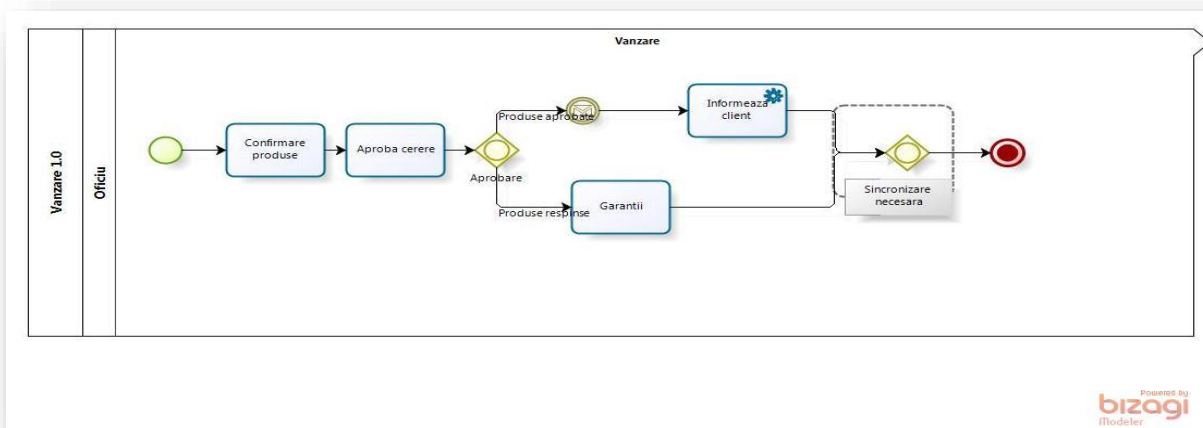 Vanzare
Vanzare 1.0
Oficiu
Confirmare
produse
Aproba cerere
Aprobare
Produse aprobate
Produse respinse
Informeaza
client
Garantii
Sincronizare
necesara
Powered by
bizagi
Modeler